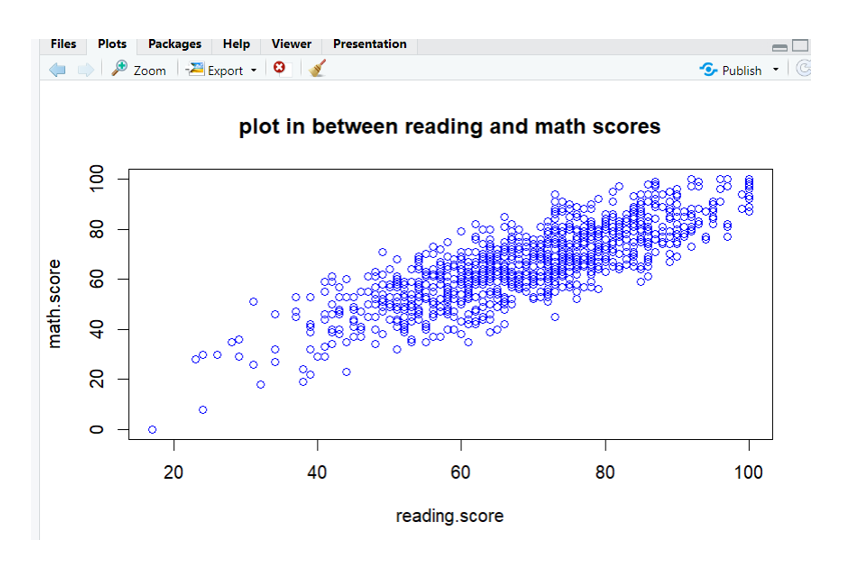 Files Plots Packages Help Viewer Presentation
Zoom Export Publish
plot in between reading and math scores
100
80
60
40
20
0
math.score
20 40 60 80 100
reading.score